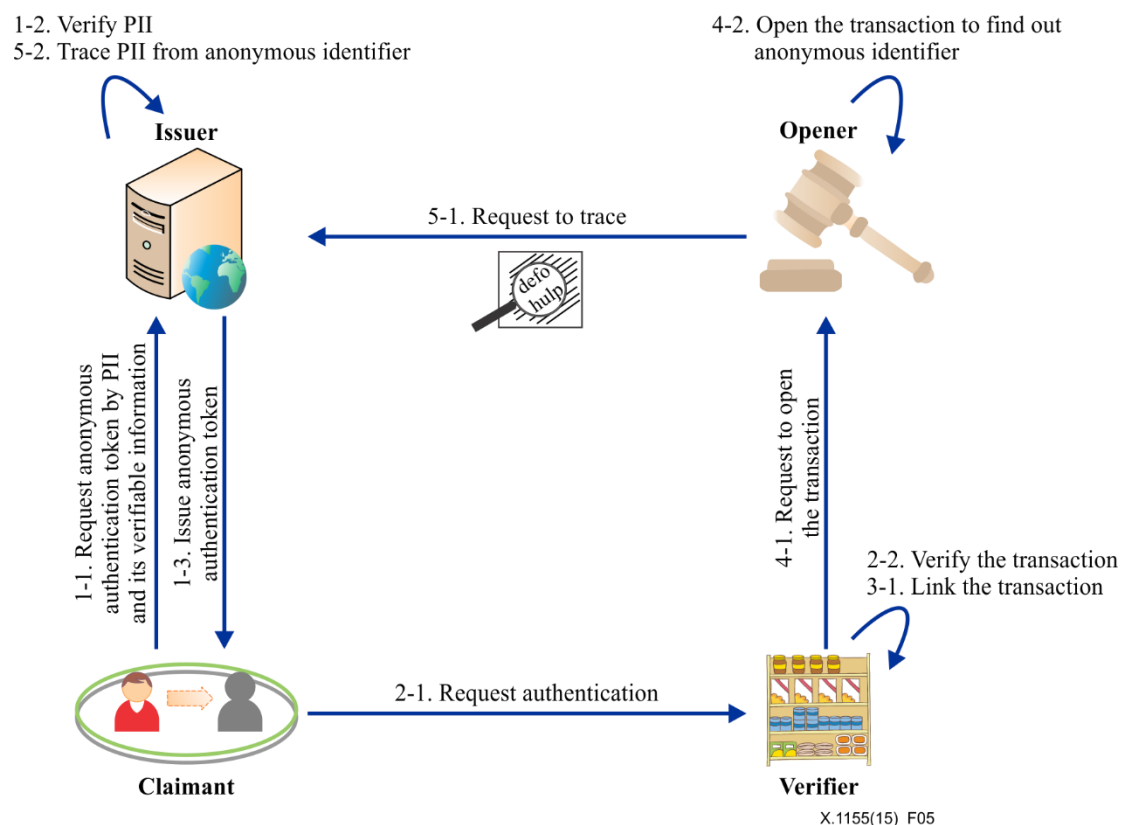 1-2. Verify PII
5-2. Trace PII from anonymous identifier
4-2. Open the transaction to find out
anonymous identifier
Issuer
Opener
5-1. Request to trace
defo
hulp
1-1. Request anonymous
authentication token by PII
and its verifiable information
1-3. Issue anonymous
authentication token
4-1. Request to open
the transaction
2-2. Verify the transaction
3-1. Link the transaction
2-1. Request authentication
Claimant
Verifier
X.1155(15)_F05